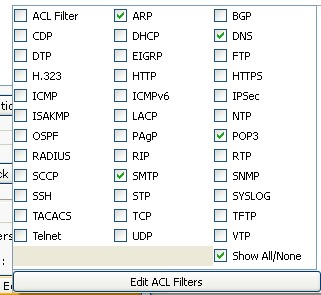 ACL Filter ARP BGP
CDP DHCP DNS
DTP EIGRP FTP
H.323 HTTP HTTPS
ICMP ICMPv6 IPSec
ISAKMP LACP NTP
OSPF PAgP POP3
RADIUS RIP RTP
SCCP SMTP SNMP
SSH STP SYSLOG
TACACS TCP TFTP
Telnet UDP VTP
Show All/None
Edit ACL Filters